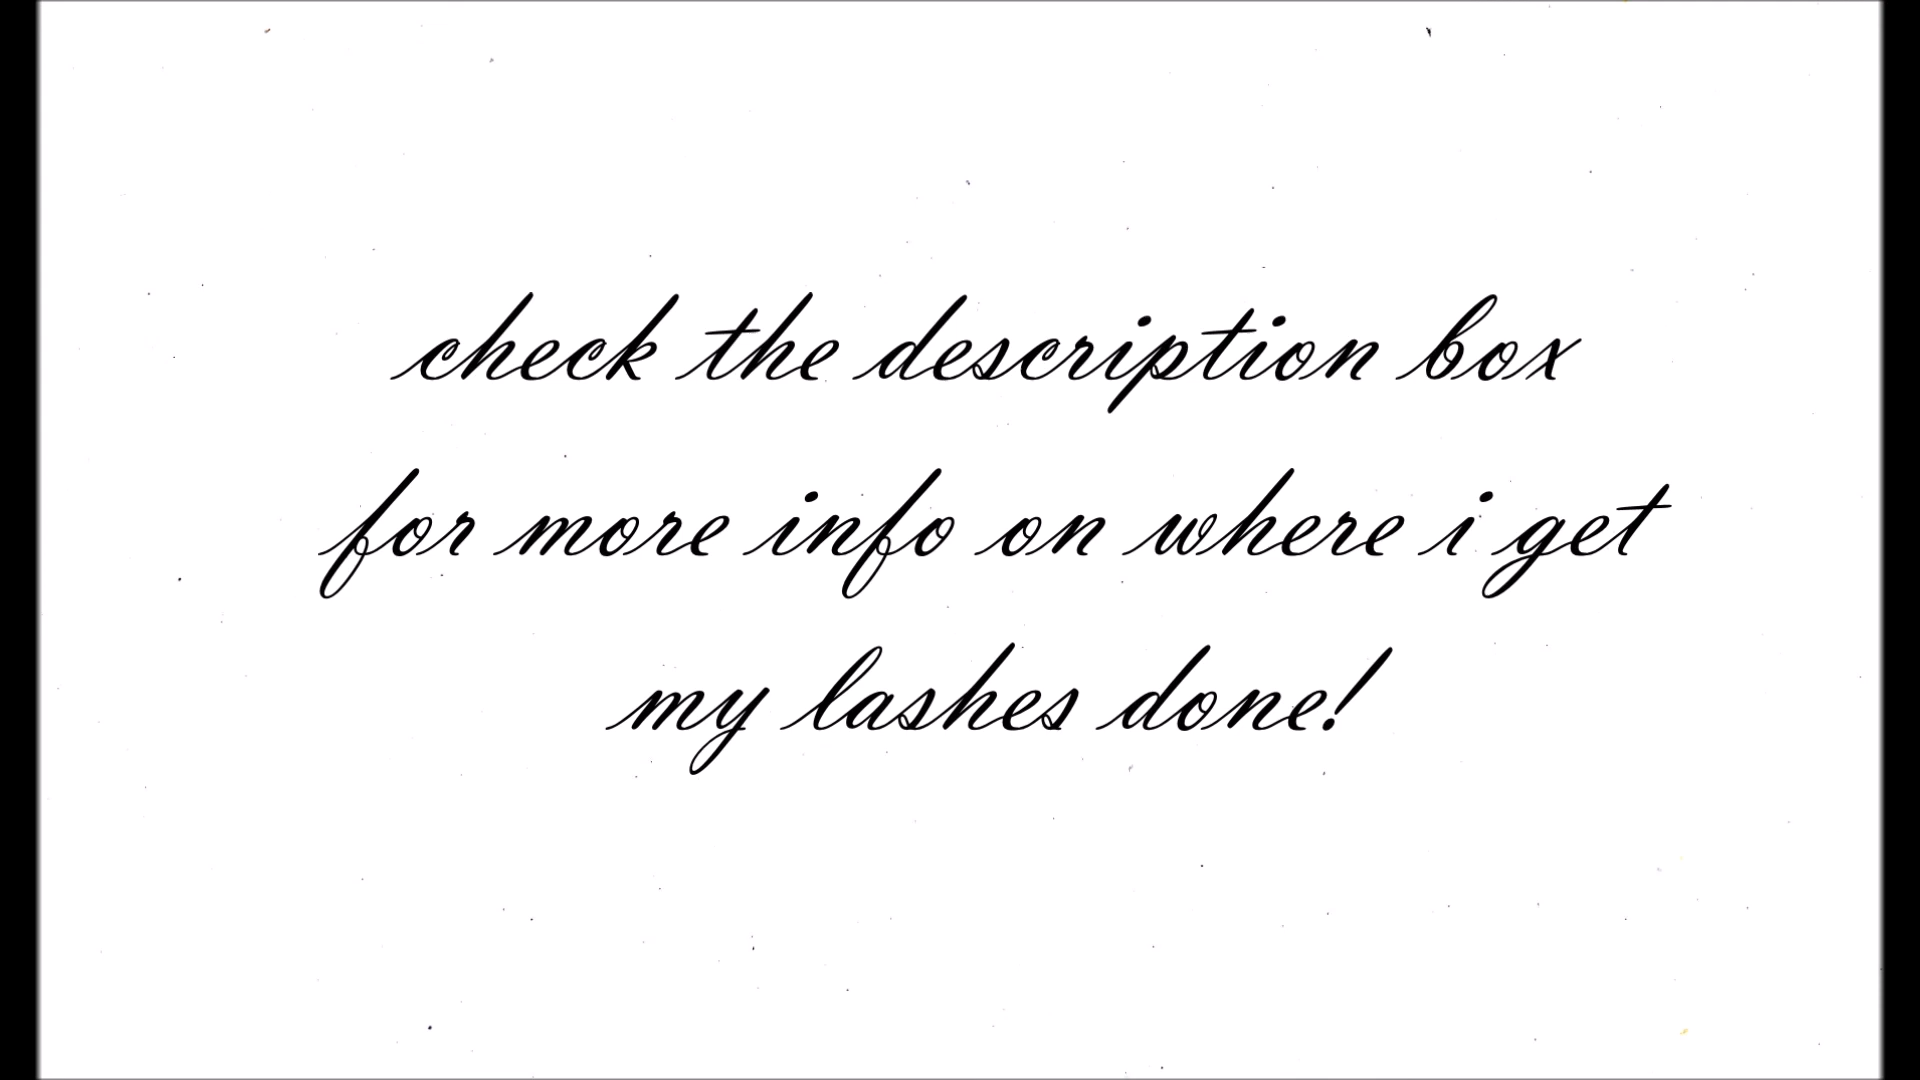 check the description box
for more info on where i get
my lashes done!